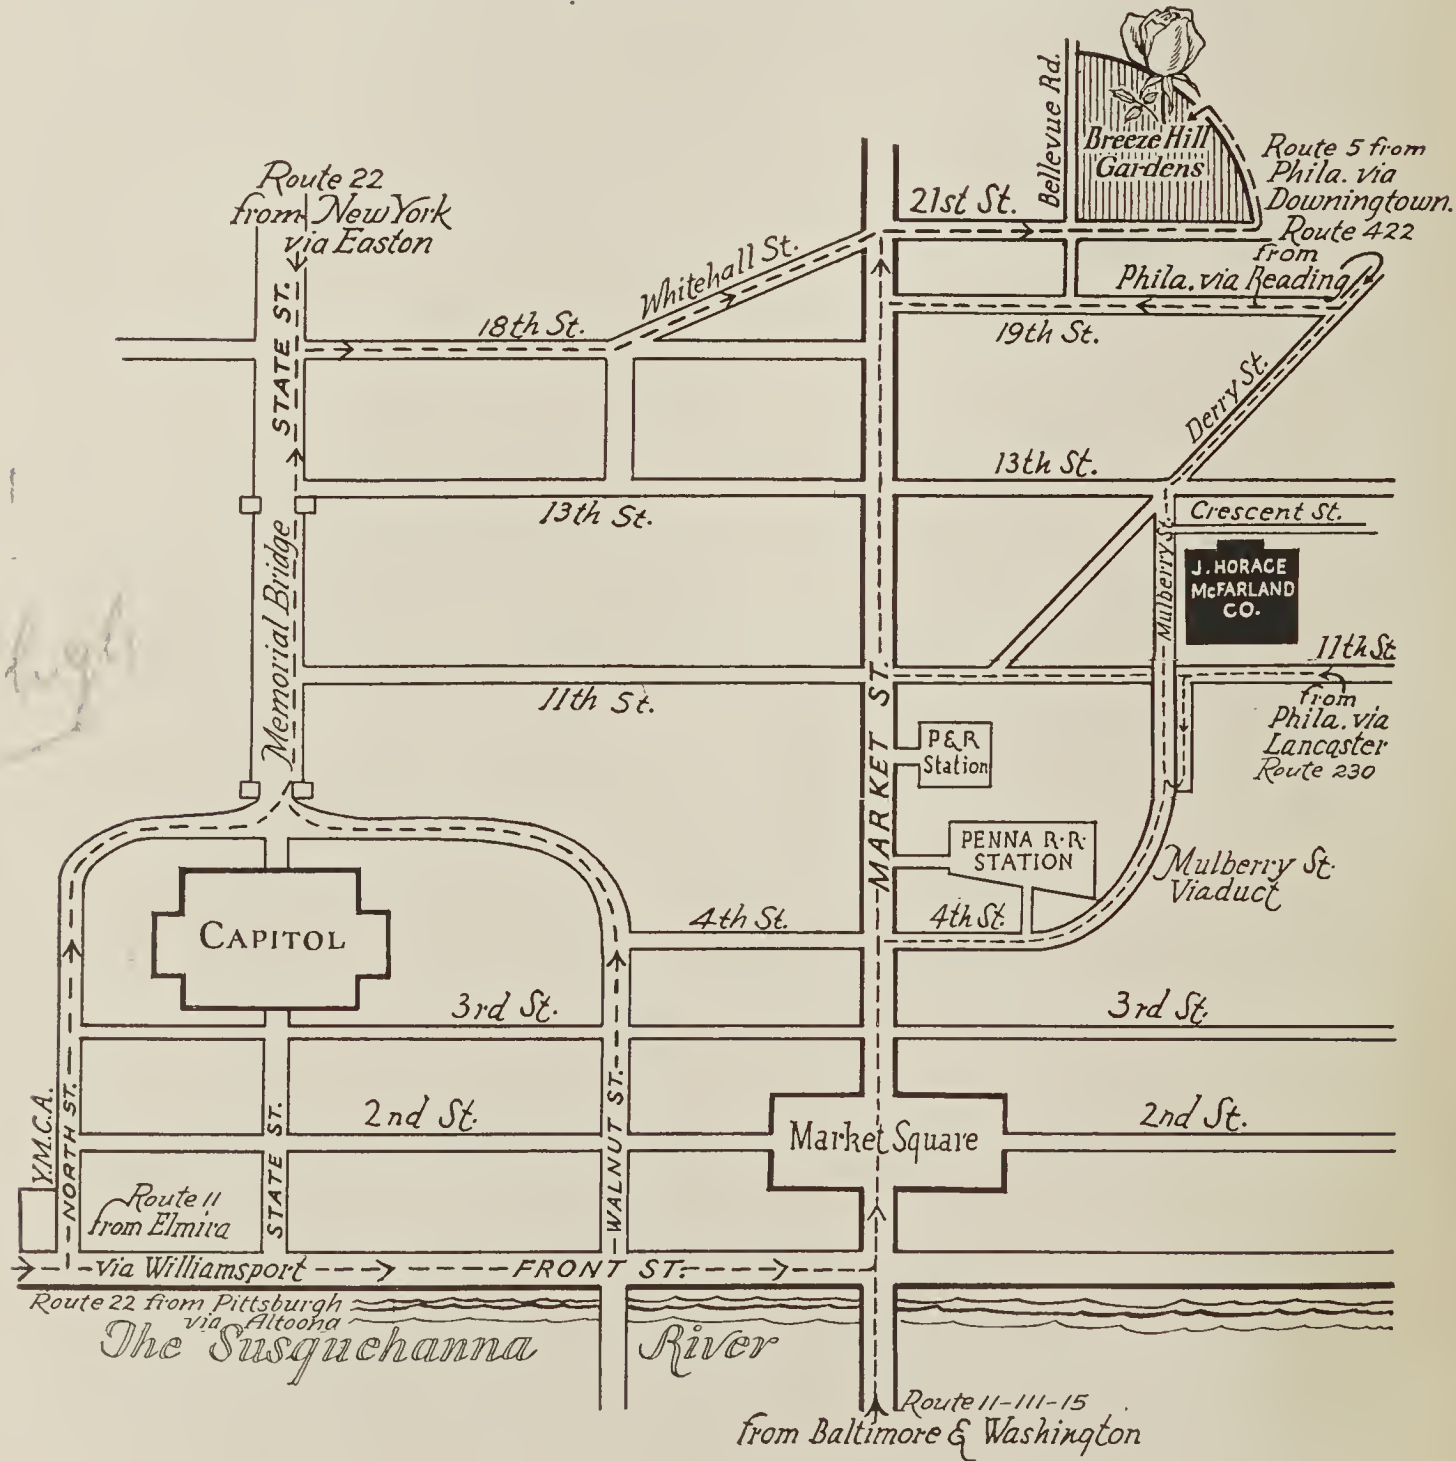 Bellevue Rd.
Breeze Hill
Gardens
Route 5 from
Phila. via
Downingtown.
Route 22
from New York
via Easton
21st St.
Route 422
from
Phila. via Reading
Whitehall St.
STATE ST.
18th St.
19th St.
Derry St.
13th St.
13th St.
Crescent St.
Memorial Bridge
Mulberry St.
J. HORACE
McFARLAND
CO.
11th St.
11th St
from
Phila. via
Lancaster
Route 230
MARKET ST.
P&R
Station
PENNA R·R·
STATION
Mulberry St.
Viaduct
CAPITOL
4th St.
4th St.
3rd St.
3rd St.
Y.M.C.A.
NORTH ST.
STATE ST.
2nd St.
WALNUT ST.
Market Square
2nd St.
Route 11
from Elmira
via Williamsport
FRONT ST.
Route 22 from Pittsburgh
via Altoona
The Susquehanna River
Route 11-111-15
from Baltimore & Washington